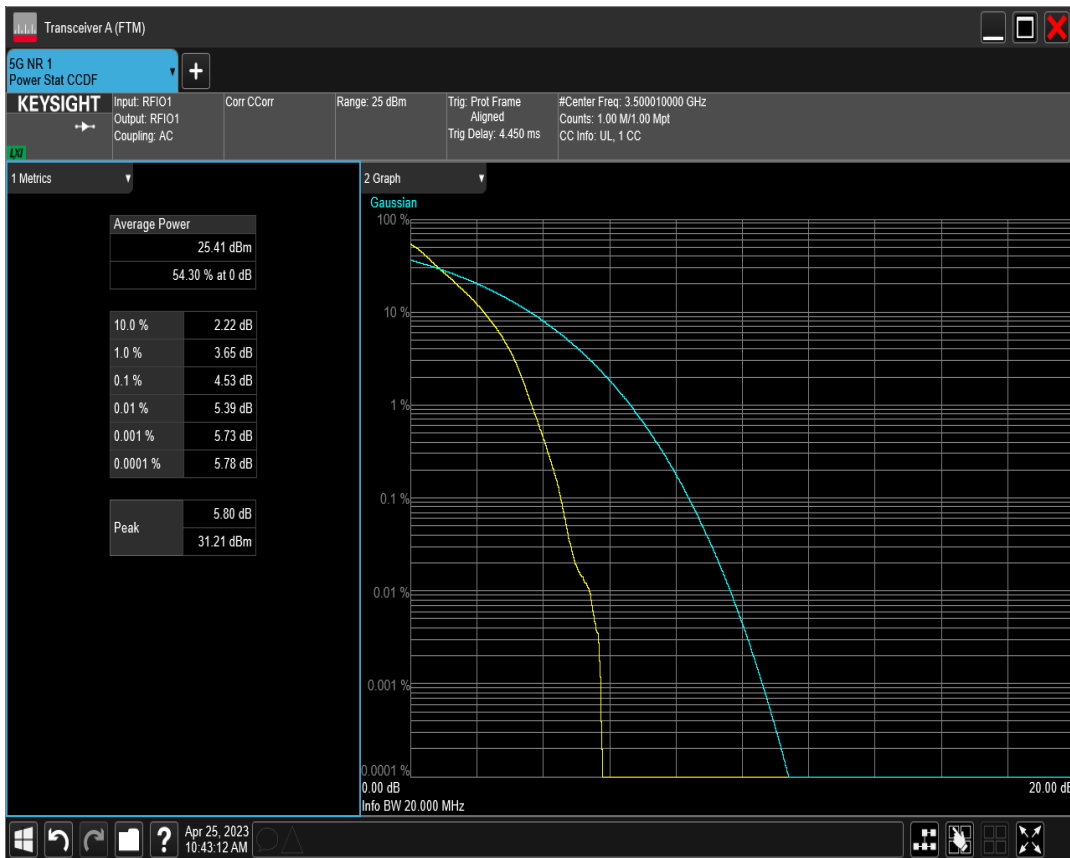 Transceiver A (FTM)
5G NR 1
Power Stat CCDF
+
KEYSIGHT
LXI
Input: RFIO1
Output: RFIO1
Coupling: AC
Corr CCorr
Range: 25 dBm
Trig: Prot Frame
Aligned
Trig Delay: 4.450 ms
#Center Freq: 3.500010000 GHz
Counts: 1.00 M/1.00 Mpt
CC Info: UL, 1 CC
1 Metrics
Average Power
25.41 dBm
54.30 % at 0 dB
10.0 % 2.22 dB
1.0 % 3.65 dB
0.1 % 4.53 dB
0.01 % 5.39 dB
0.001 % 5.73 dB
0.0001 % 5.78 dB
Peak 5.80 dB
31.21 dBm
2 Graph
Gaussian
100 %
10 %
1 %
0.1 %
0.01 %
0.001 %
0.0001 %
0.00 dB 20.00 dB
Info BW 20.000 MHz
?
Apr 25, 2023
10:43:12 AM